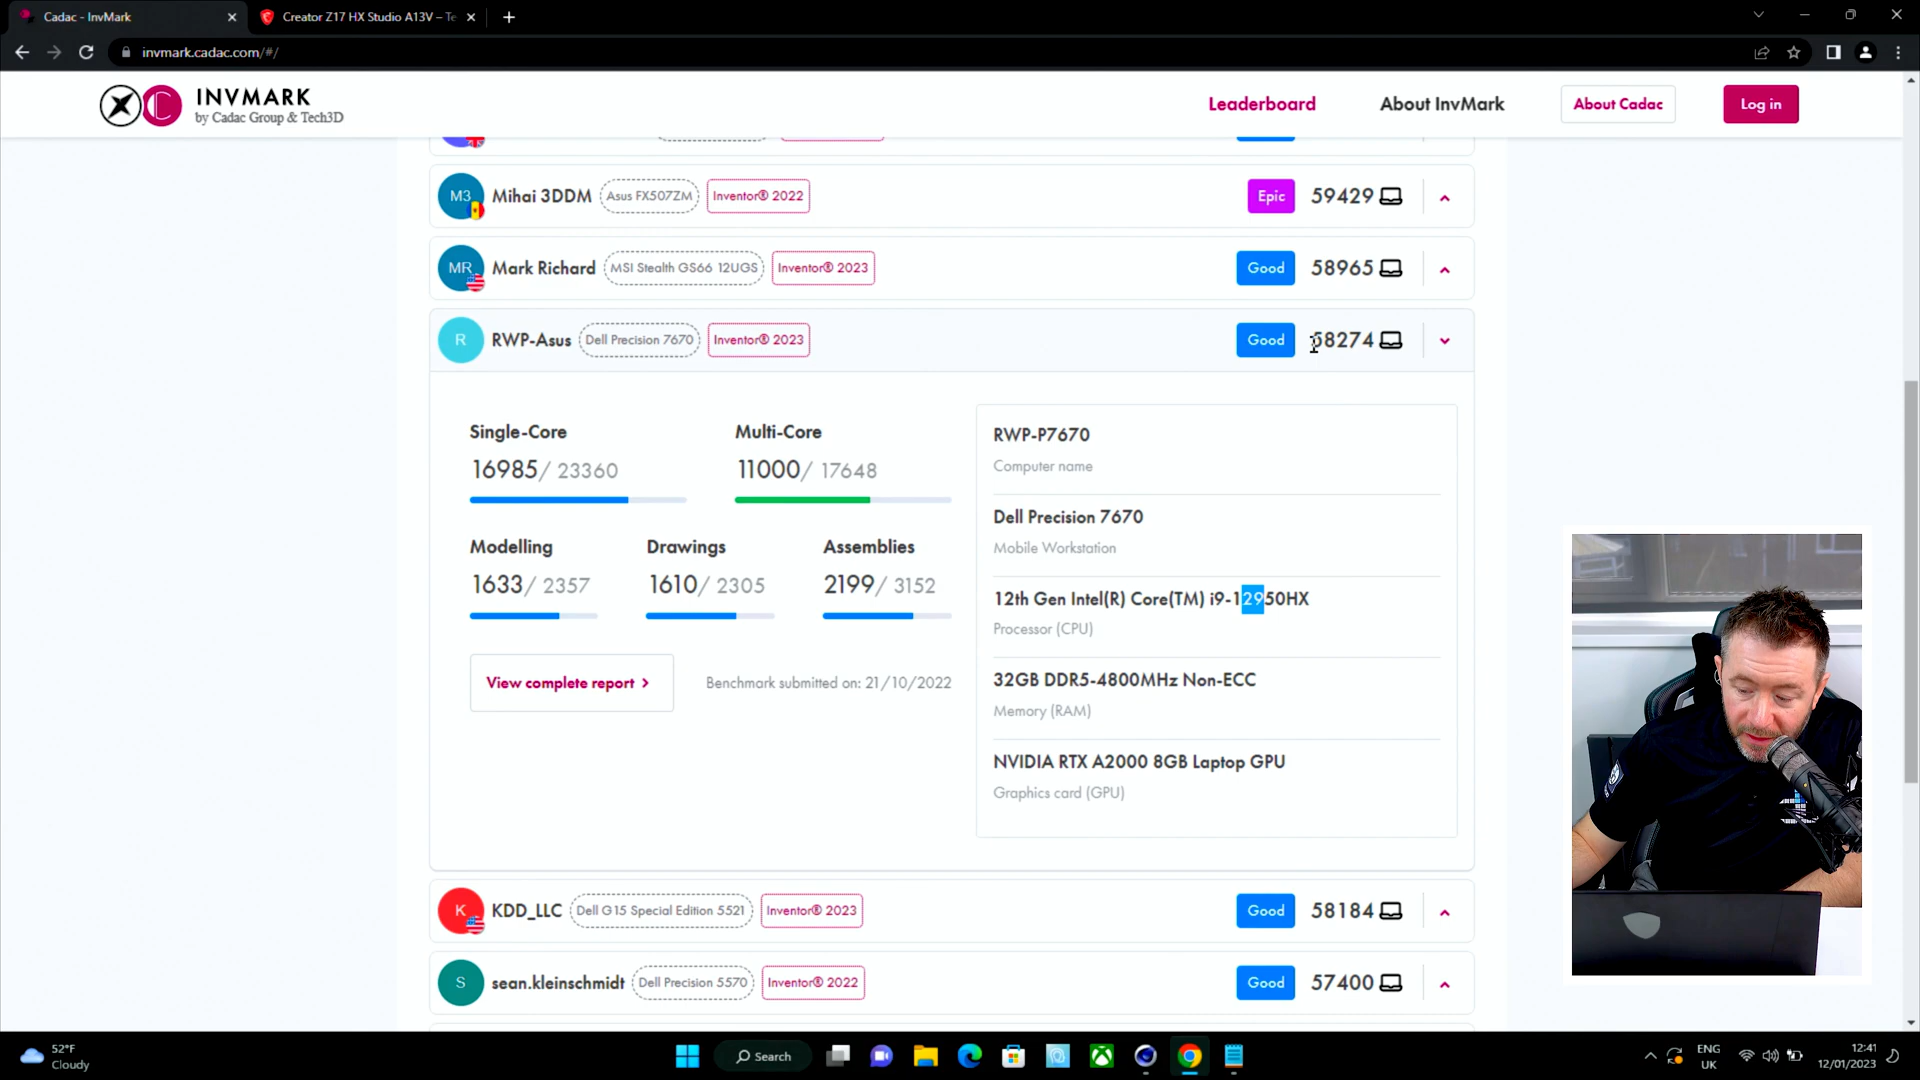 Cadac - InvMark
Creator Z17 HX Studio A13V – Te
invmark.cadac.com/#/
INVMARK
by Cadac Group & Tech3D
Leaderboard
About InvMark
About Cadac
Log in
M3
Mihai 3DDM
Asus FX507ZM
Inventor® 2022
Epic
59429
MR
Mark Richard
MSI Stealth GS66 12UGS
Inventor® 2023
Good
58965
R
RWP-Asus
Dell Precision 7670
Inventor® 2023
Good
58274
Single-Core
16985/ 23360
Multi-Core
11000/ 17648
Modelling
1633/ 2357
Drawings
1610/ 2305
Assemblies
2199/ 3152
View complete report
Benchmark submitted on: 21/10/2022
RWP-P7670
Computer name
Dell Precision 7670
Mobile Workstation
12th Gen Intel(R) Core(TM) i9-12950HX
Processor (CPU)
32GB DDR5-4800MHz Non-ECC
Memory (RAM)
NVIDIA RTX A2000 8GB Laptop GPU
Graphics card (GPU)
K
KDD_LLC
Dell G15 Special Edition 5521
Inventor® 2023
Good
58184
S
sean.kleinschmidt
Dell Precision 5570
Inventor® 2022
Good
57400
52°F
Cloudy
Search
ENG
UK
12:41
12/01/2023